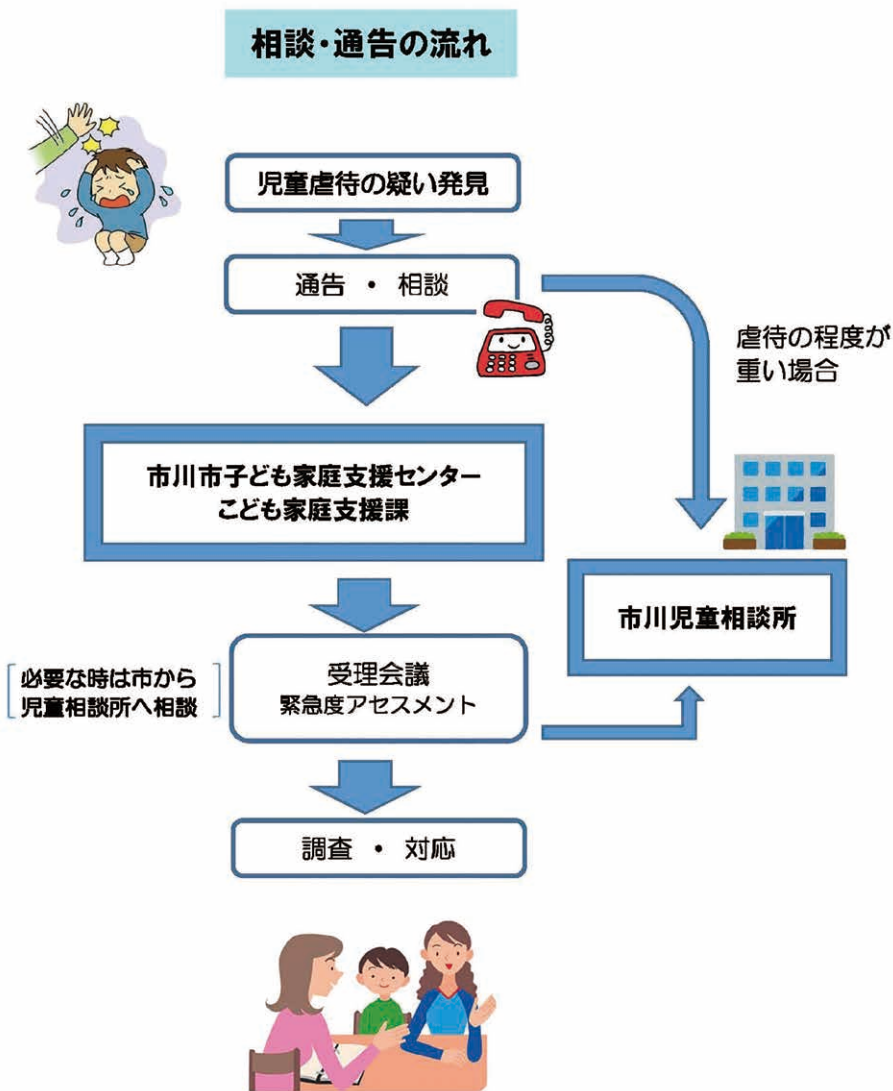 相談・通告の流れ
児童虐待の疑い発見
通告 ・ 相談
虐待の程度が
重い場合
市川市子ども家庭支援センター
こども家庭支援課
市川児童相談所
必要な時は市から
児童相談所へ相談
受理会議
緊急度アセスメント
調査 ・ 対応